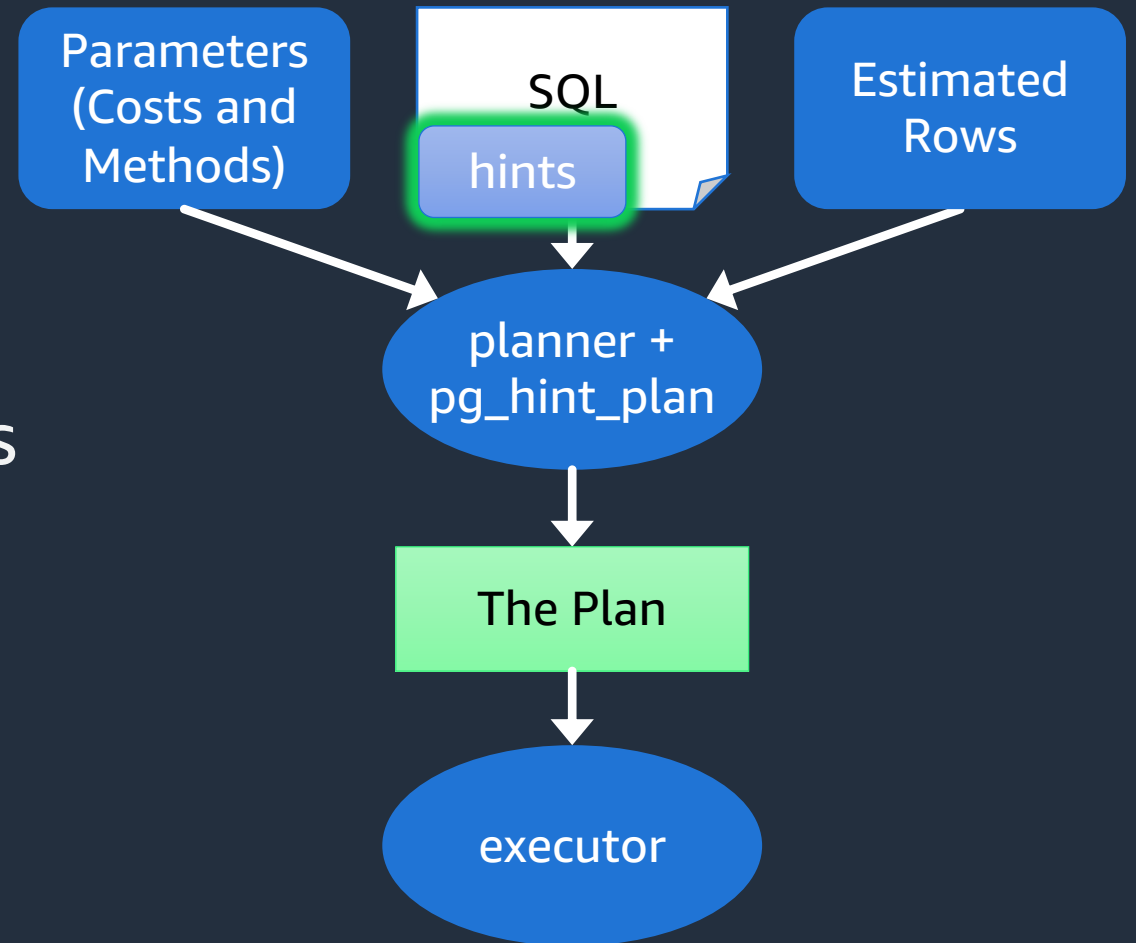 Parameters
(Costs and
Methods)
SQL
hints
Estimated
Rows
planner +
pg_hint_plan
s
The Plan
executor